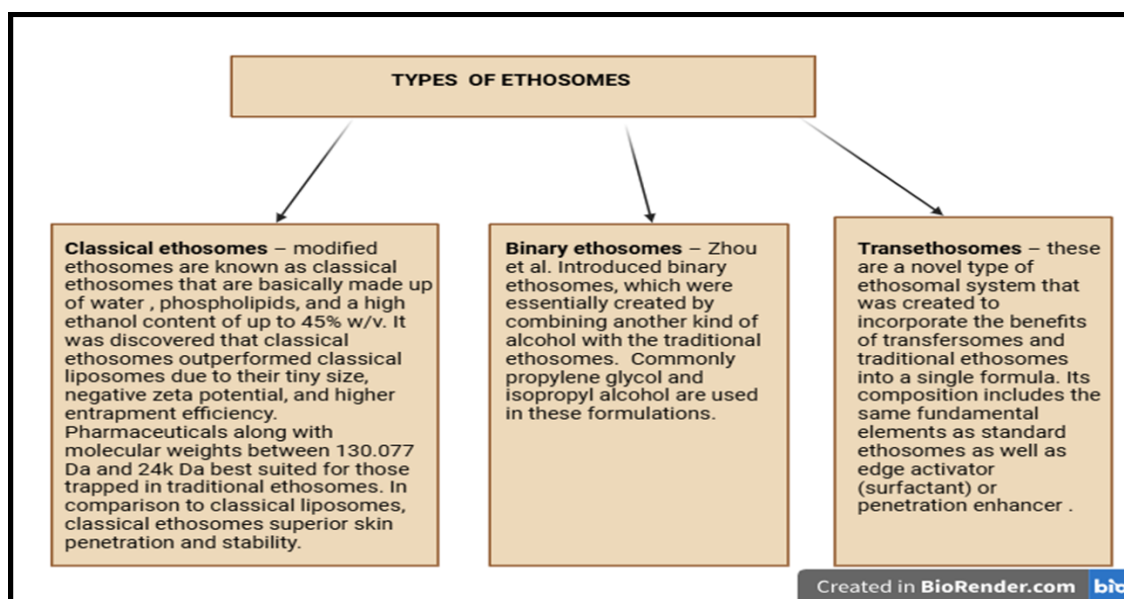 TYPES OF ETHOSOMES
Classical ethosomes – modified
ethosomes are known as classical
ethosomes that are basically made up
of water , phospholipids, and a high
ethanol content of up to 45% w/v. It
was discovered that classical
ethosomes outperformed classical
liposomes due to their tiny size,
negative zeta potential, and higher
entrapment efficiency.
Pharmaceuticals along with
molecular weights between 130.077
Da and 24k Da best suited for those
trapped in traditional ethosomes. In
comparison to classical liposomes,
classical ethosomes superior skin
penetration and stability.
Binary ethosomes – Zhou
et al. Introduced binary
ethosomes, which were
essentially created by
combining another kind of
alcohol with the traditional
ethosomes. Commonly
propylene glycol and
isopropyl alcohol are used
in these formulations.
Transethosomes – these
are a novel type of
ethosomal system that
was created to
incorporate the benefits
of transfersomes and
traditional ethosomes
into a single formula. Its
composition includes the
same fundamental
elements as standard
ethosomes as well as
edge activator
(surfactant) or
penetration enhancer .
Created in BioRender.com bio